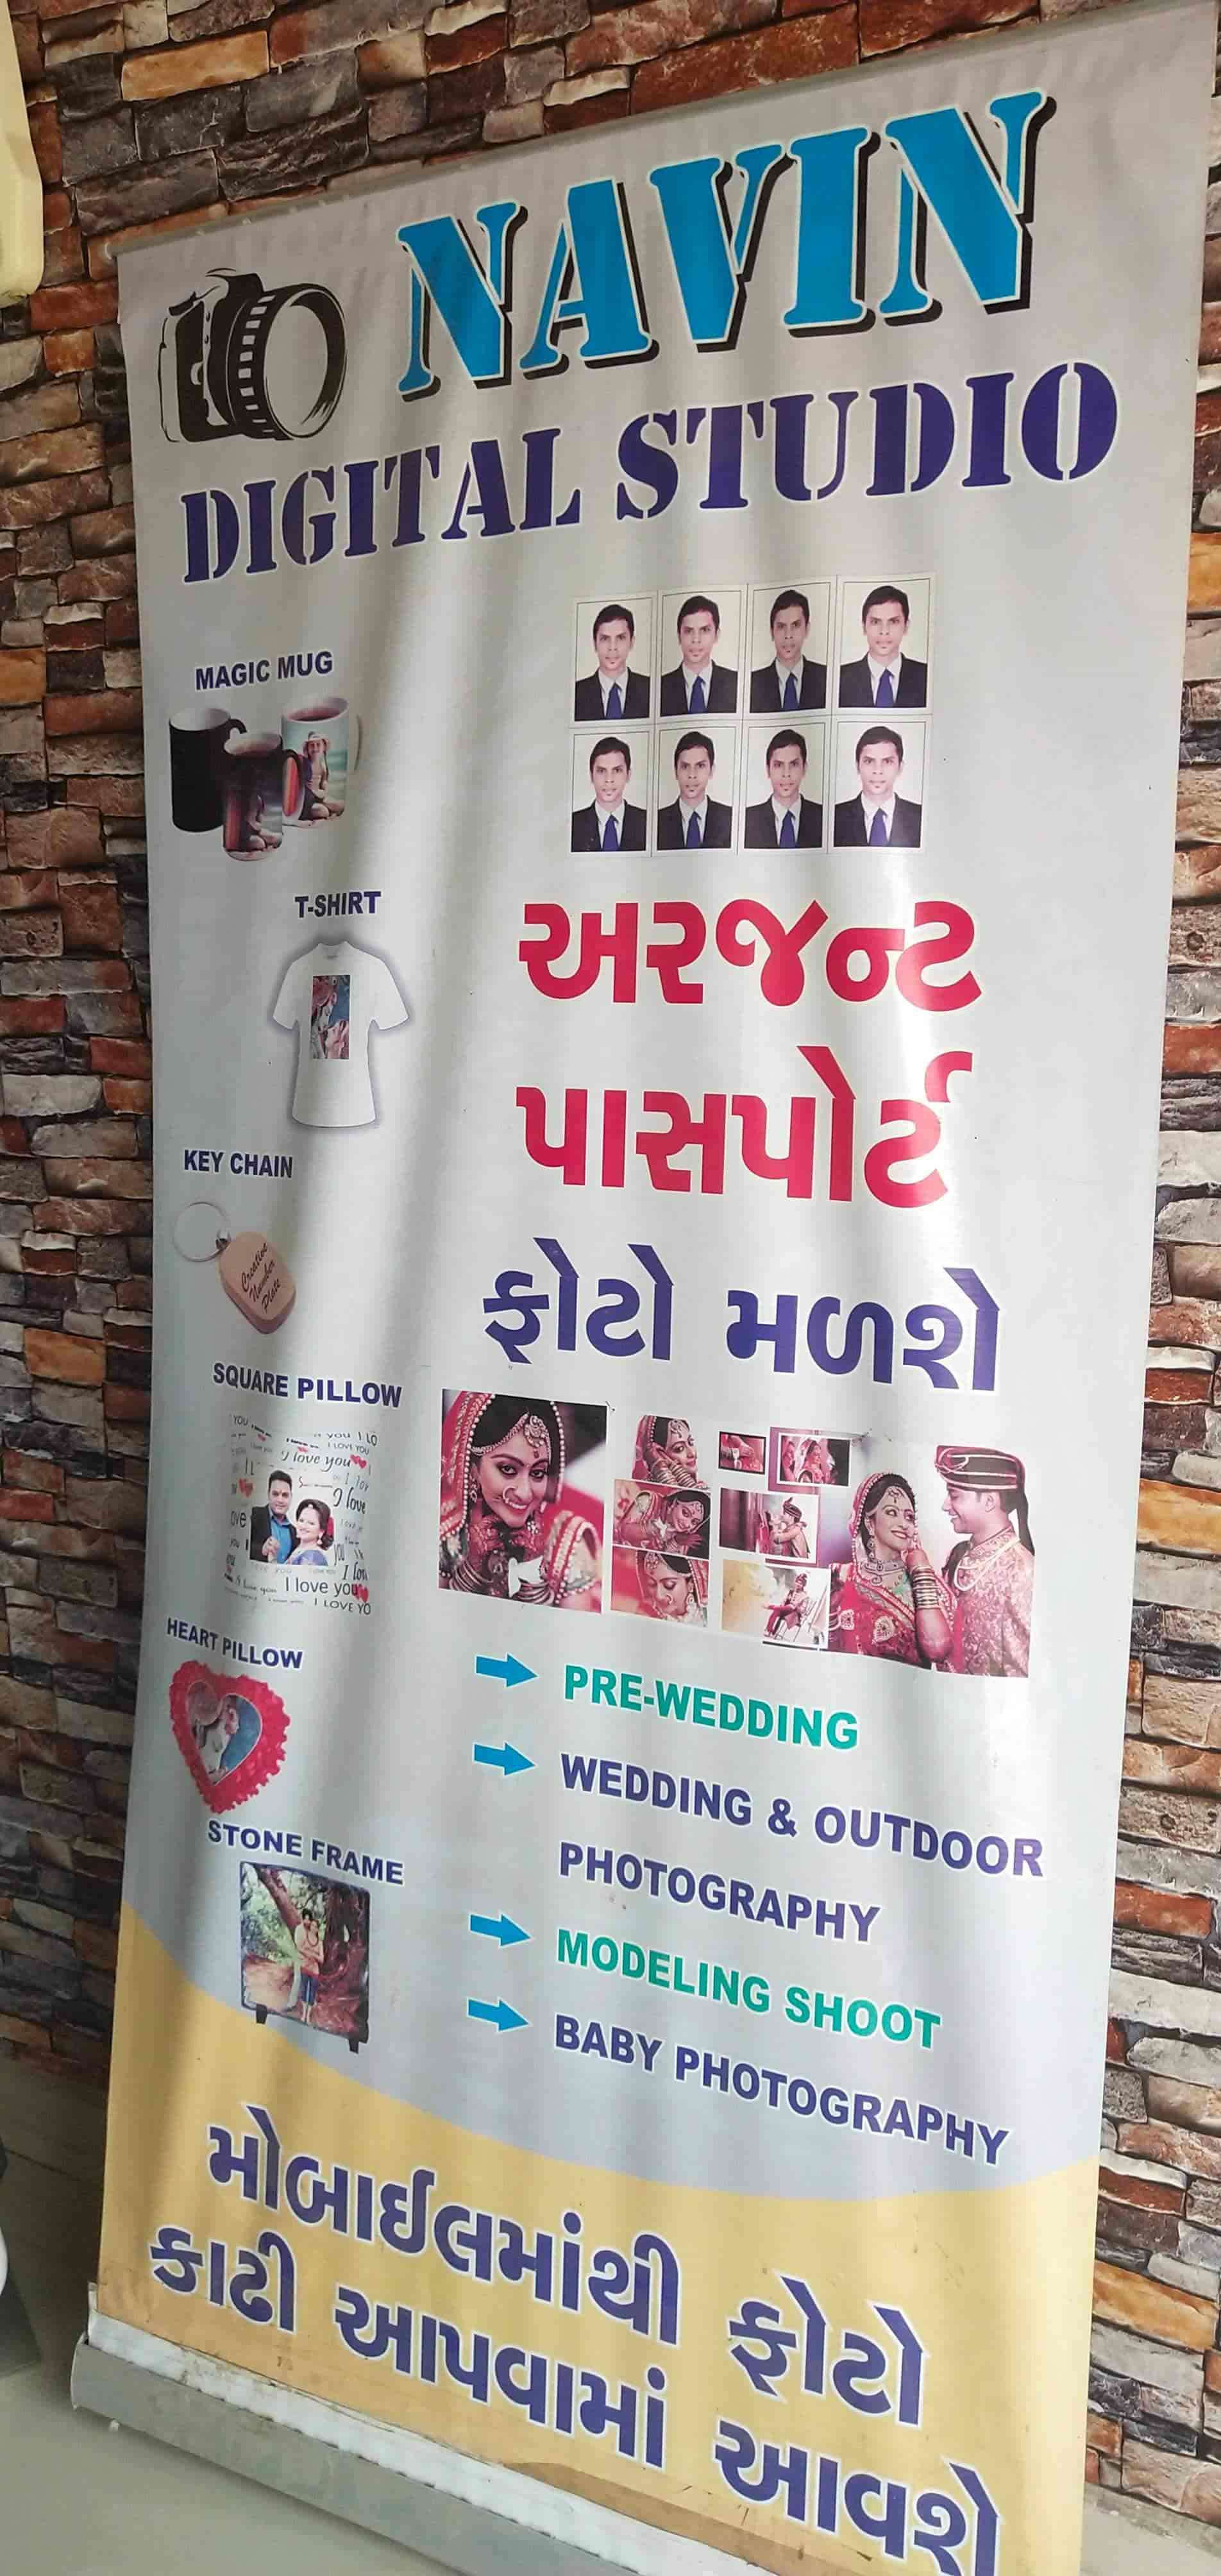 NAVIN
DIGITAL STUDIO
MAGIC MUG
T-SHIRT
અરજન્ટ
પાસપોર્ટ
KEY CHAIN
Creative
Number
Plate
ફોટો મળશે
SQUARE PILLOW
I love you
I love you
I LOVE YO
HEART PILLOW
PRE-WEDDING
WEDDING & OUTDOOR
PHOTOGRAPHY
STONE FRAME
MODELING SHOOT
BABY PHOTOGRAPHY
મોબાઈલમાંથી ફોટો
કાઢી આપવામાં આવશે